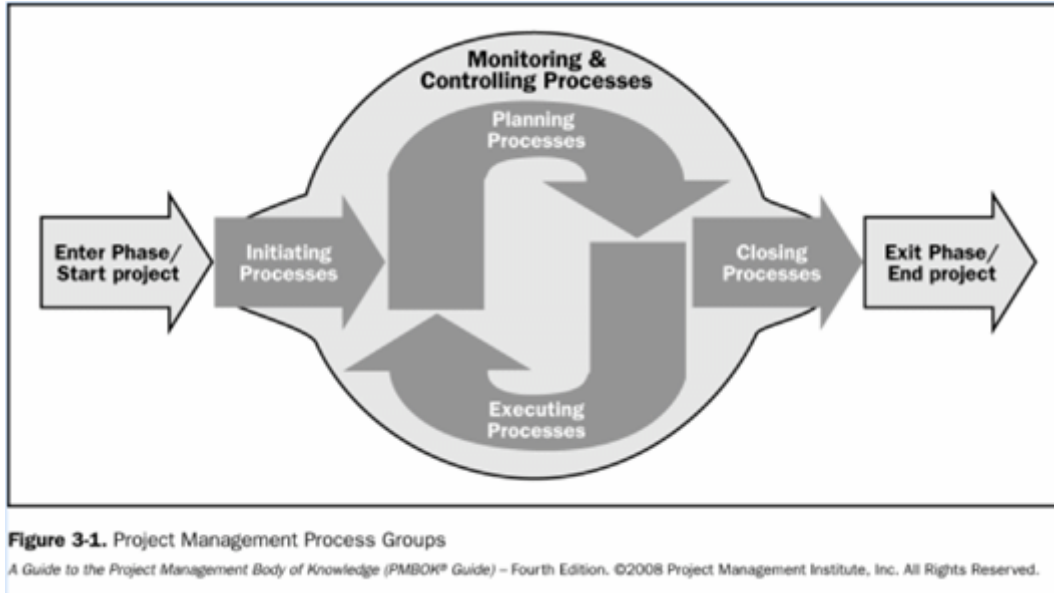 Monitoring &
Controlling Processes
Planning
Processes
Enter Phase/
Start project
Initiating
Processes
Closing
Processes
Exit Phase/
End project
Executing
Processes
Figure 3-1. Project Management Process Groups
A Guide to the Project Management Body of Knowledge (PMBOK® Guide) – Fourth Edition. ©2008 Project Management Institute, Inc. All Rights Reserved.